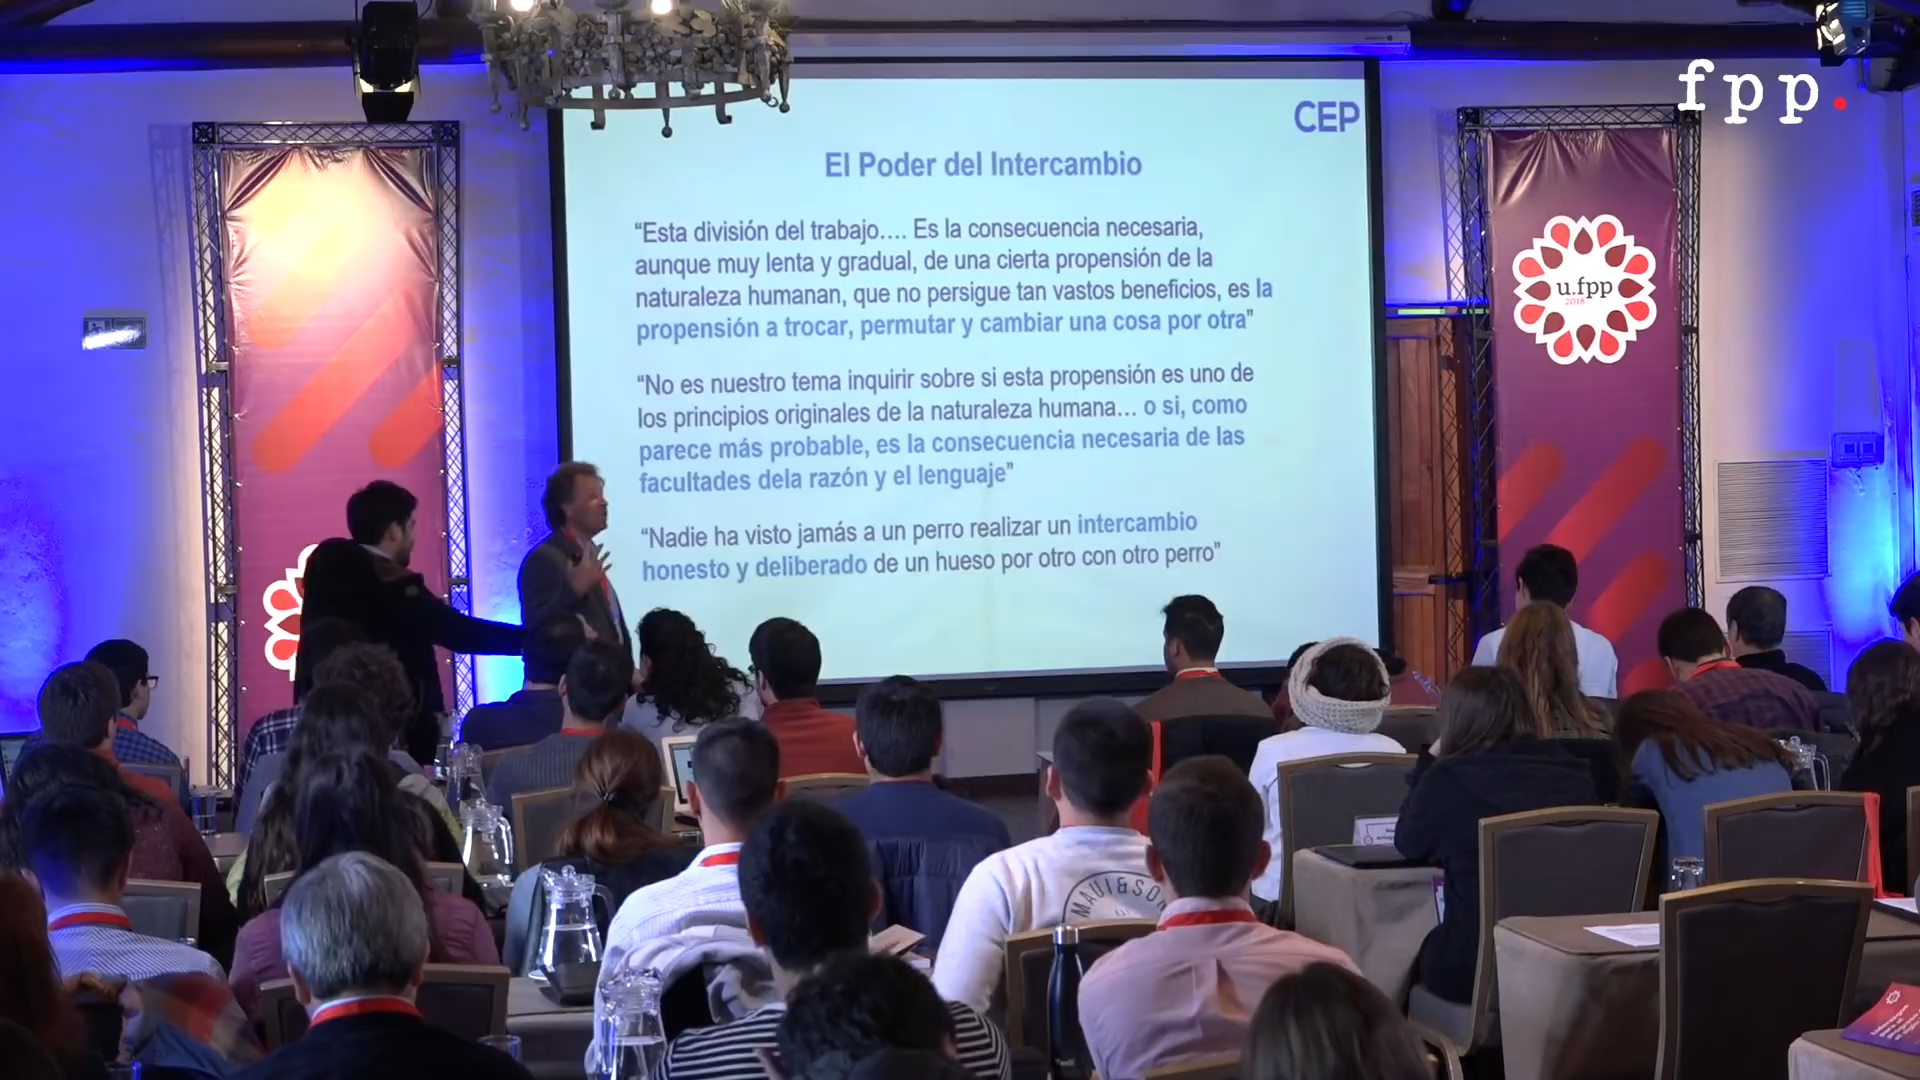 fpp.
CEP
El Poder del Intercambio
“Esta división del trabajo…. Es la consecuencia necesaria,
aunque muy lenta y gradual, de una cierta propensión de la
naturaleza humanan, que no persigue tan vastos beneficios, es la
propensión a trocar, permutar y cambiar una cosa por otra”
“No es nuestro tema inquirir sobre si esta propensión es uno de
los principios originales de la naturaleza humana… o si, como
parece más probable, es la consecuencia necesaria de las
facultades dela razón y el lenguaje”
“Nadie ha visto jamás a un perro realizar un intercambio
honesto y deliberado de un hueso por otro con otro perro”
u.fpp
2018
MAUI&SON